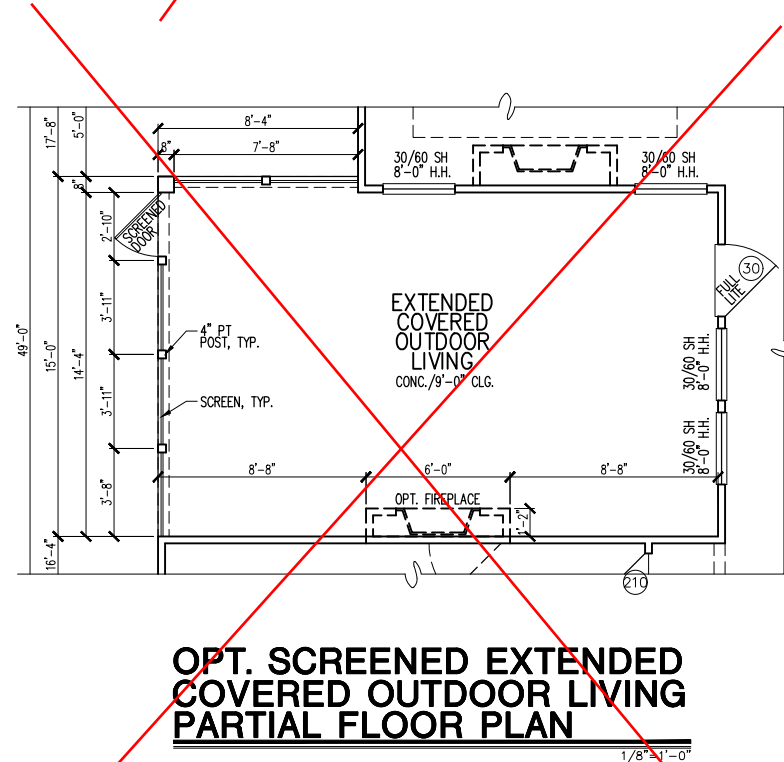 8'-4"
8"
7'-8"
17'-8"
5'-0"
8"
30/60 SH
8'-0" H.H.
30/60 SH
8'-0" H.H.
SCREENED
DOOR
2'-10"
FULL
LITE
30
3'-11"
EXTENDED
COVERED
OUTDOOR
LIVING
CONC./9'-0" CLG.
4" PT
POST, TYP.
49'-0"
15'-0"
14'-4"
30/60 SH
8'-0" H.H.
3'-11"
SCREEN, TYP.
30/60 SH
8'-0" H.H.
8'-8"
6'-0"
8'-8"
3'-8"
OPT. FIREPLACE
1'-2"
16'-4"
210
OPT. SCREENED EXTENDED
COVERED OUTDOOR LIVING
PARTIAL FLOOR PLAN
1/8"=1'-0"